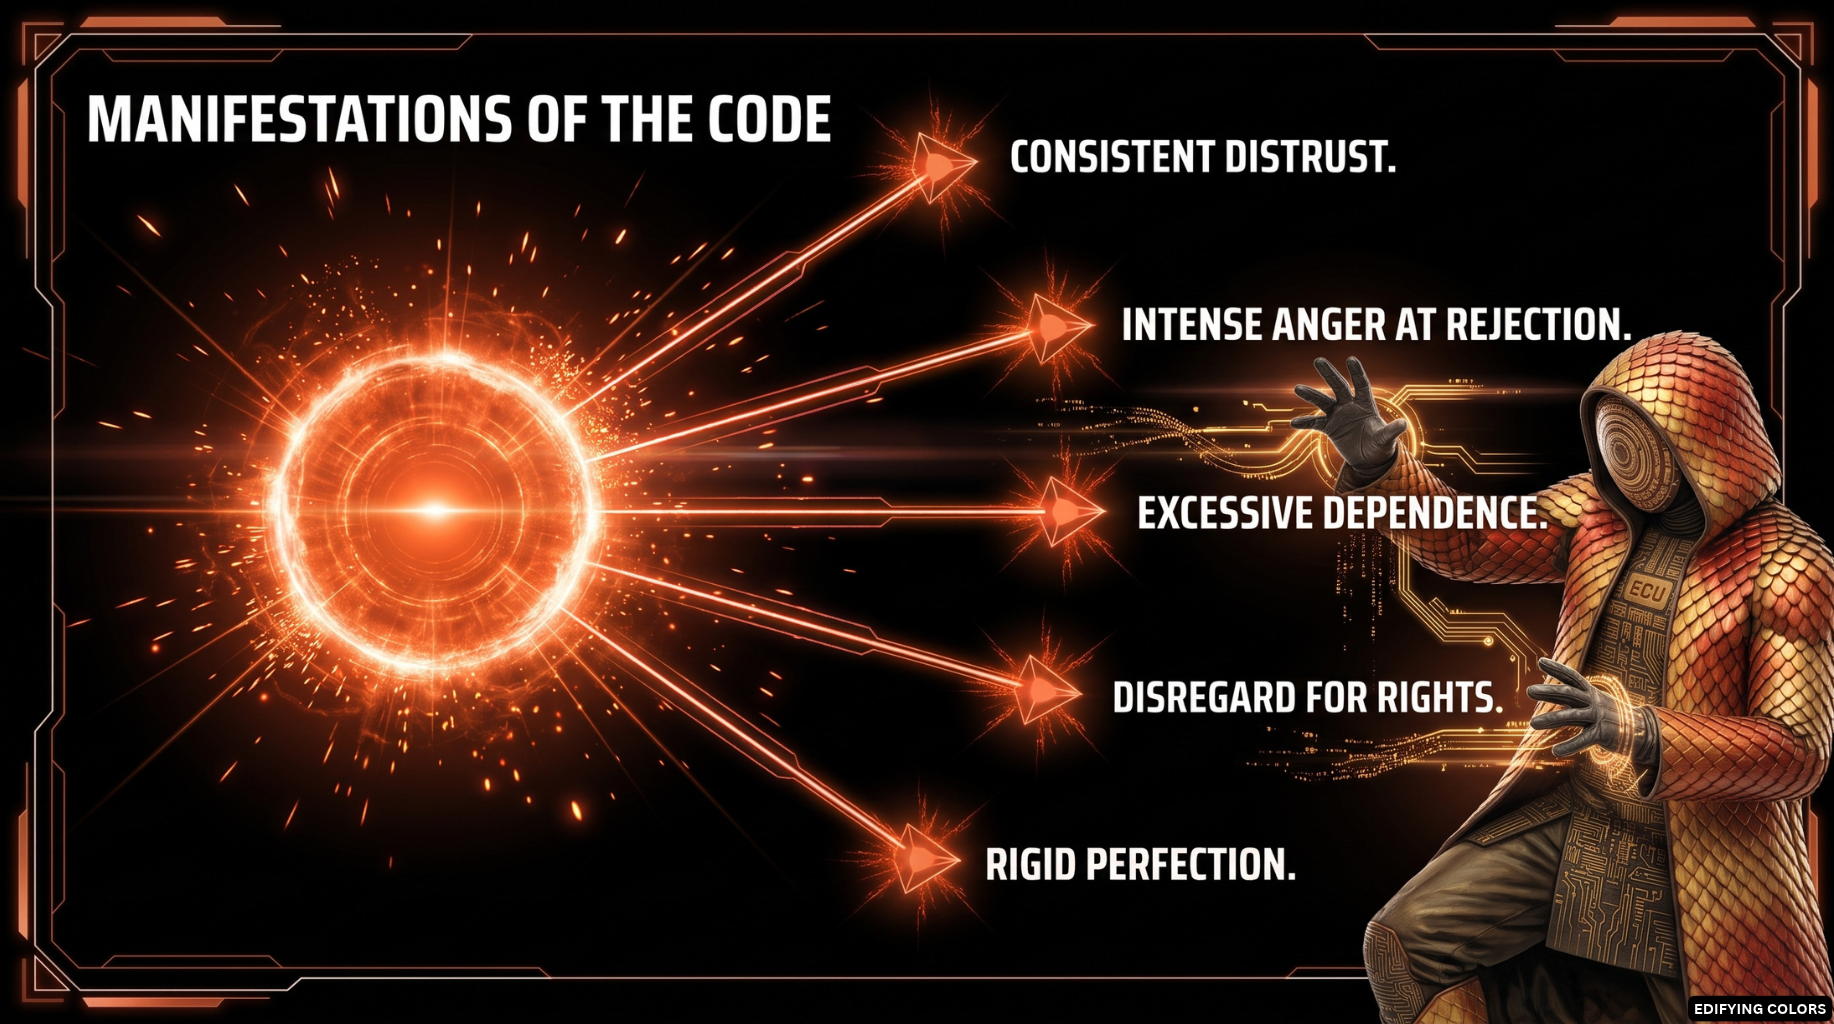 MANIFESTATIONS OF THE CODE
CONSISTENT DISTRUST.
INTENSE ANGER AT REJECTION.
EXCESSIVE DEPENDENCE.
ECU
DISREGARD FOR RIGHTS.
RIGID PERFECTION.
EDIFYING COLORS